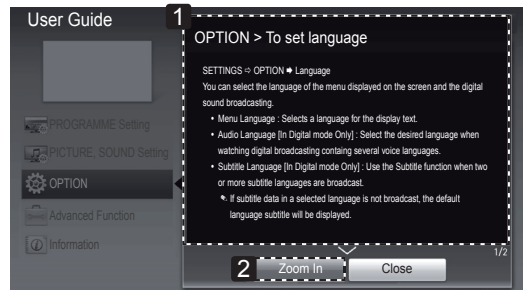 User Guide
1
OPTION > To set language
SETTINGS ⇨ OPTION ➡ Language
You can select the language of the menu displayed on the screen and the digital
sound broadcasting.
• Menu Language : Selects a language for the display text.
• Audio Language [In Digital mode Only] : Select the desired language when
watching digital broadcasting containg several voice languages.
• Subtitle Language [In Digital mode Only] : Use the Subtitle function when two
or more subtitle languages are broadcast.
If subtitle data in a selected language is not broadcast, the default
language subtitle will be displayed.
PROGRAMME Setting
PICTURE. SOUND Setting
OPTION
Advanced Function
Information
1/2
2
Zoom In
Close